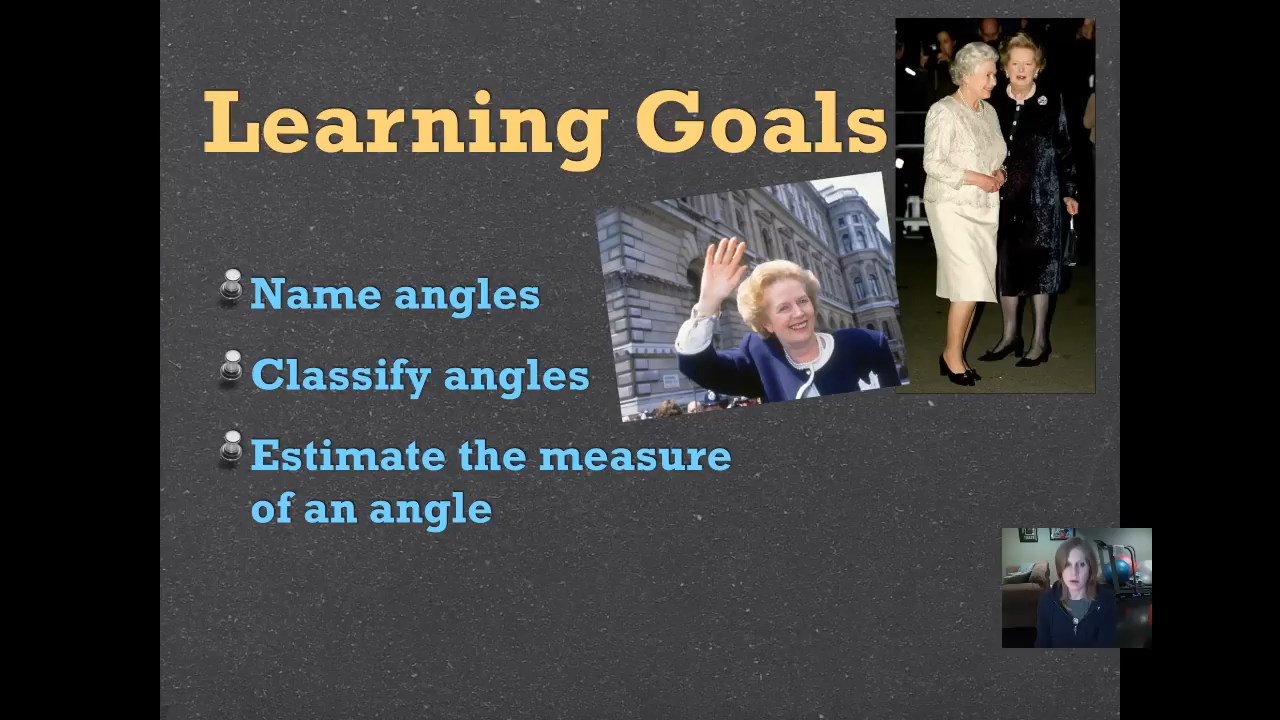 Learning Goals
Name angles
Classify angles
Estimate the measure
of an angle